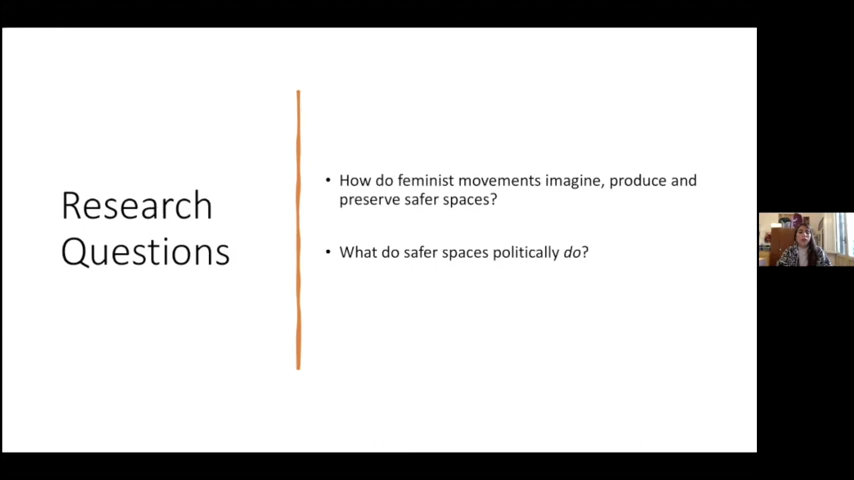 Research
Questions
• How do feminist movements imagine, produce and
preserve safer spaces?
• What do safer spaces politically do?